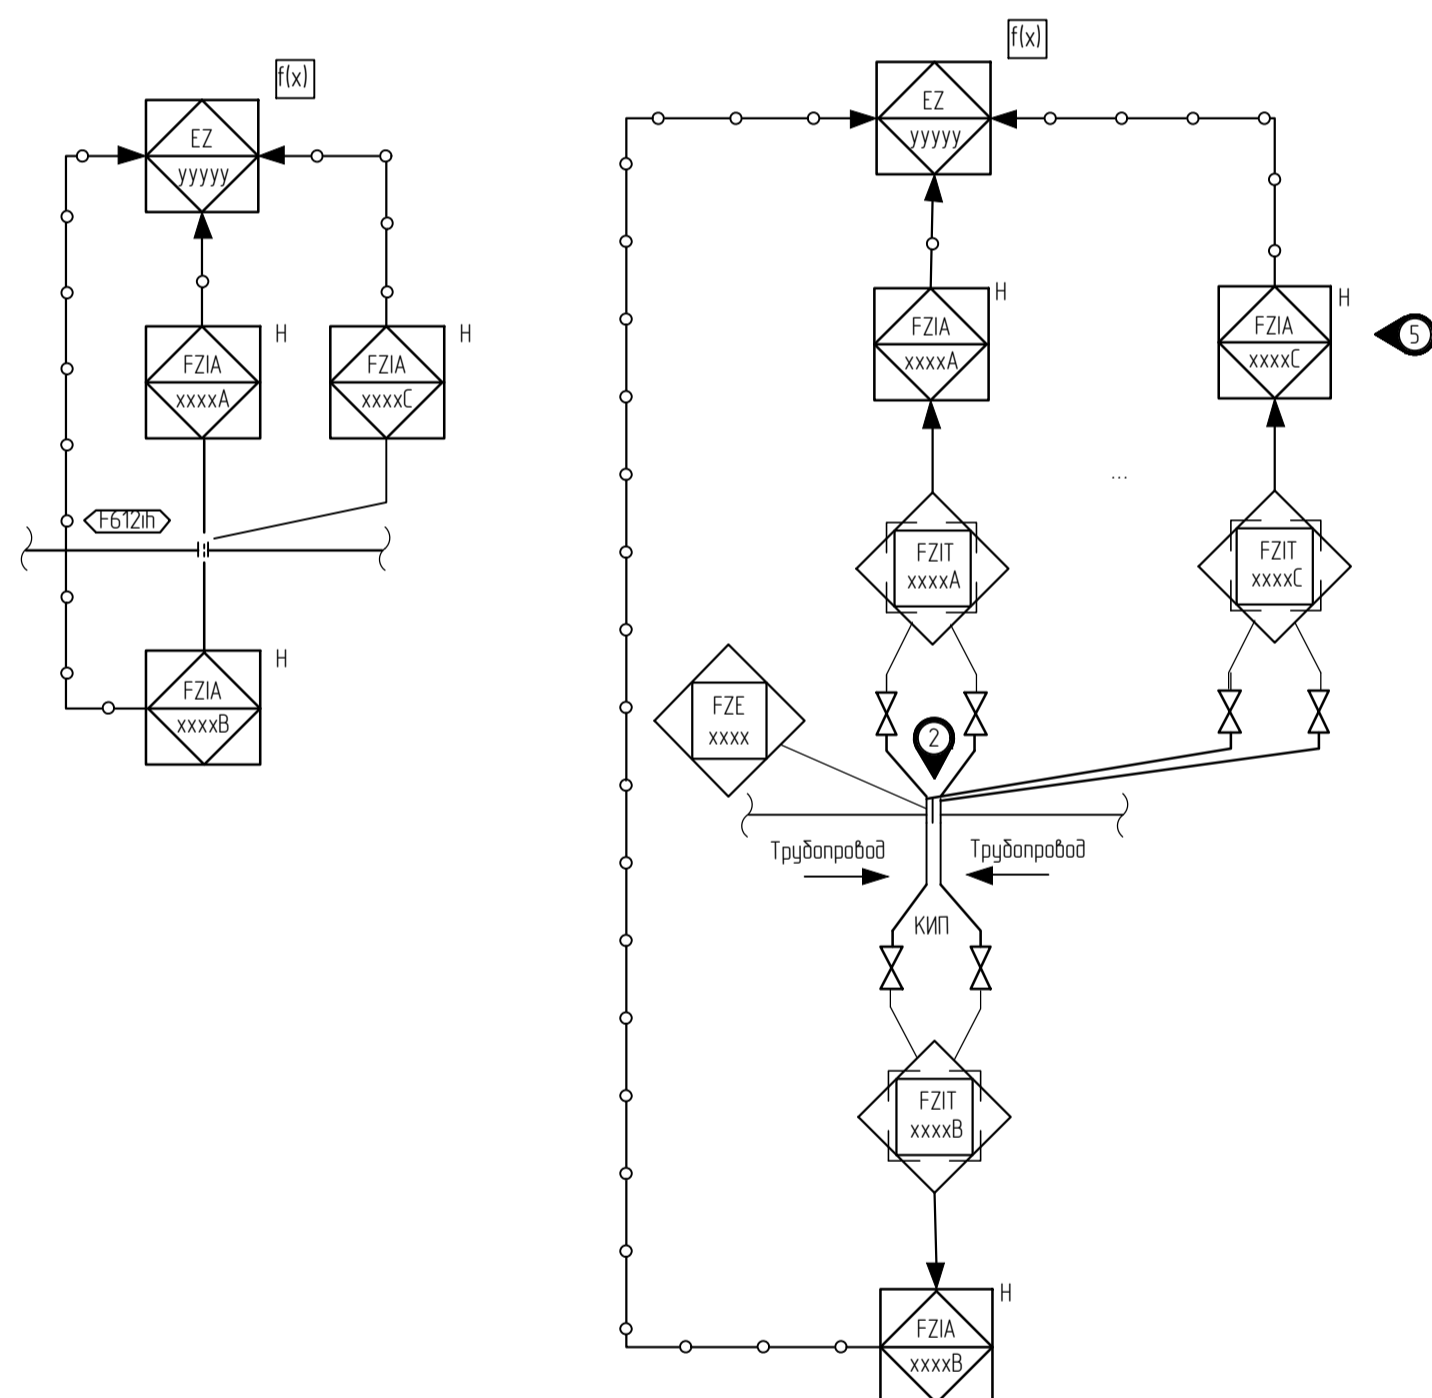 f(x)
EZ
yyyyy
FZIA
xxxxA
H
FZIA
xxxxC
H
F612ih
FZIA
xxxxB
H
f(x)
EZ
yyyyy
FZIA
xxxxA
H
FZIA
xxxxC
H
5
...
FZIT
xxxxA
FZIT
xxxxC
FZE
xxxx
2
Трубопровод
Трубопровод
КИП
FZIT
xxxxB
FZIA
xxxxB
H